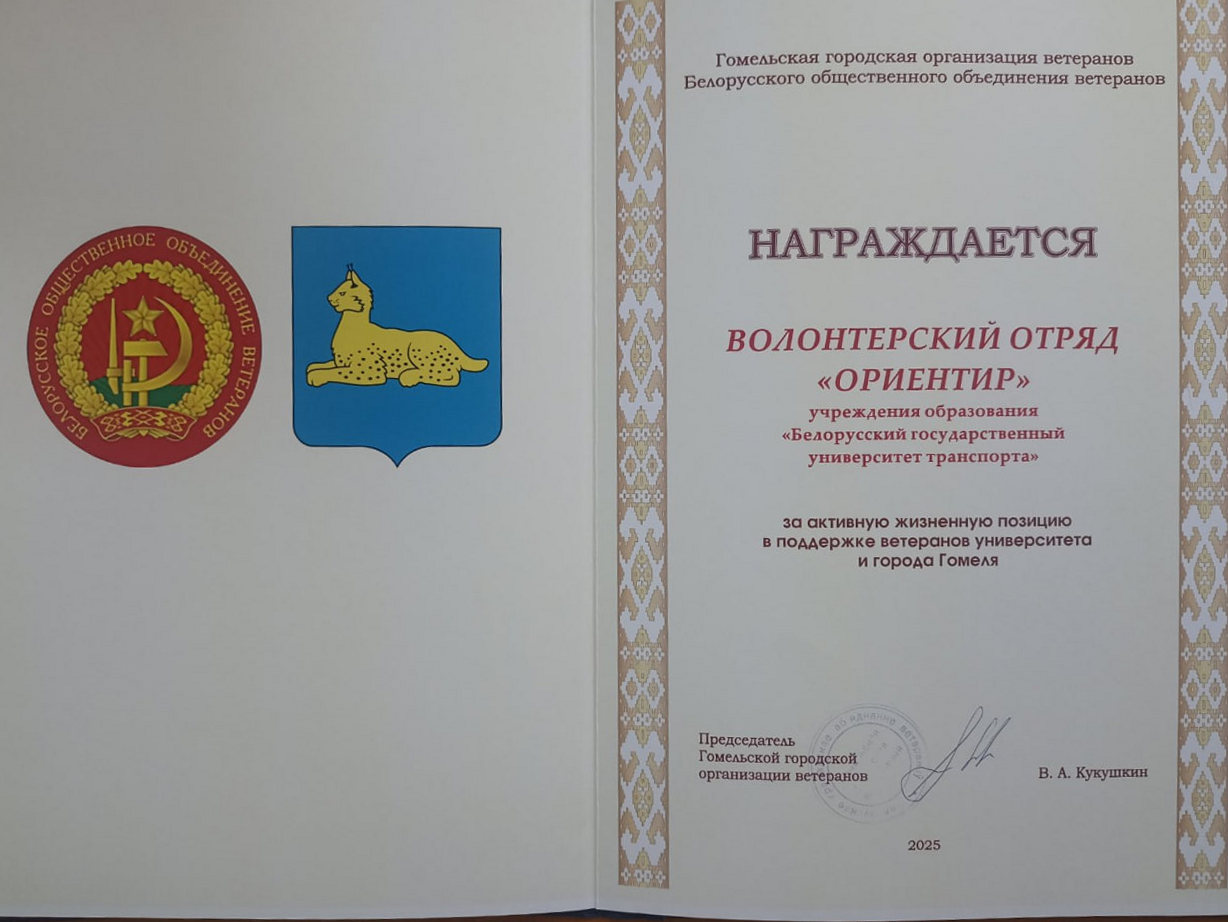 БЕЛОРУССКОЕ ОБЩЕСТВЕННОЕ ОБЪЕДИНЕНИЕ ВЕТЕРАНОВ
Гомельская городская организация ветеранов
Белорусского общественного объединения ветеранов
НАГРАЖДАЕТСЯ
ВОЛОНТЕРСКИЙ ОТРЯД
«ОРИЕНТИР»
учреждения образования
«Белорусский государственный
университет транспорта»
за активную жизненную позицию
в поддержке ветеранов университета
и города Гомеля
Председатель
Гомельской городской
организации ветеранов
В. А. Кукушкин
2025